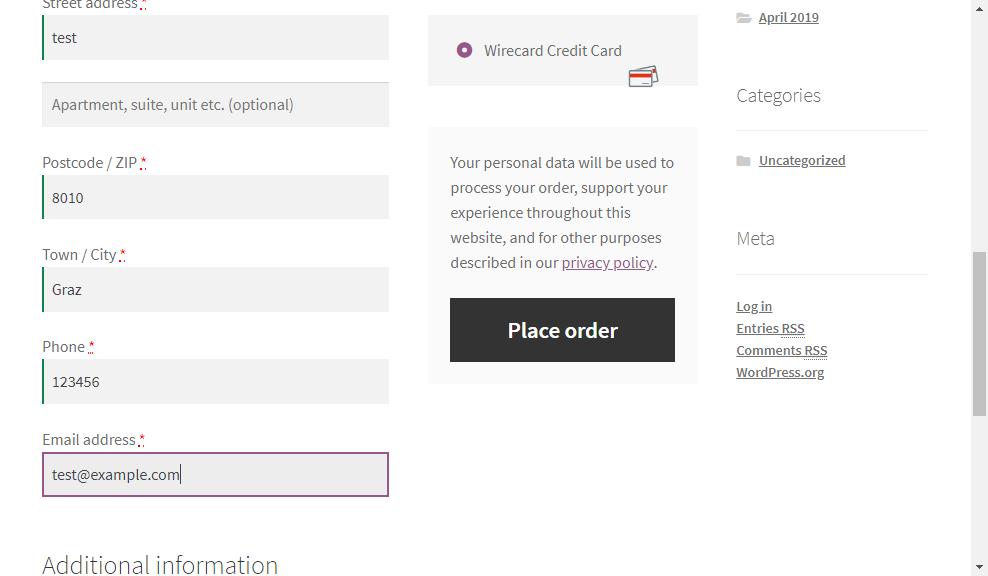 Street address *
test
Apartment, suite, unit etc. (optional)
Postcode / ZIP *
8010
Town / City *
Graz
Phone *
123456
Email address *
test@example.com
Additional information
Wirecard Credit Card
Your personal data will be used to
process your order, support your
experience throughout this
website, and for other purposes
described in our privacy policy.
Place order
April 2019
Categories
Uncategorized
Meta
Log in
Entries RSS
Comments RSS
WordPress.org